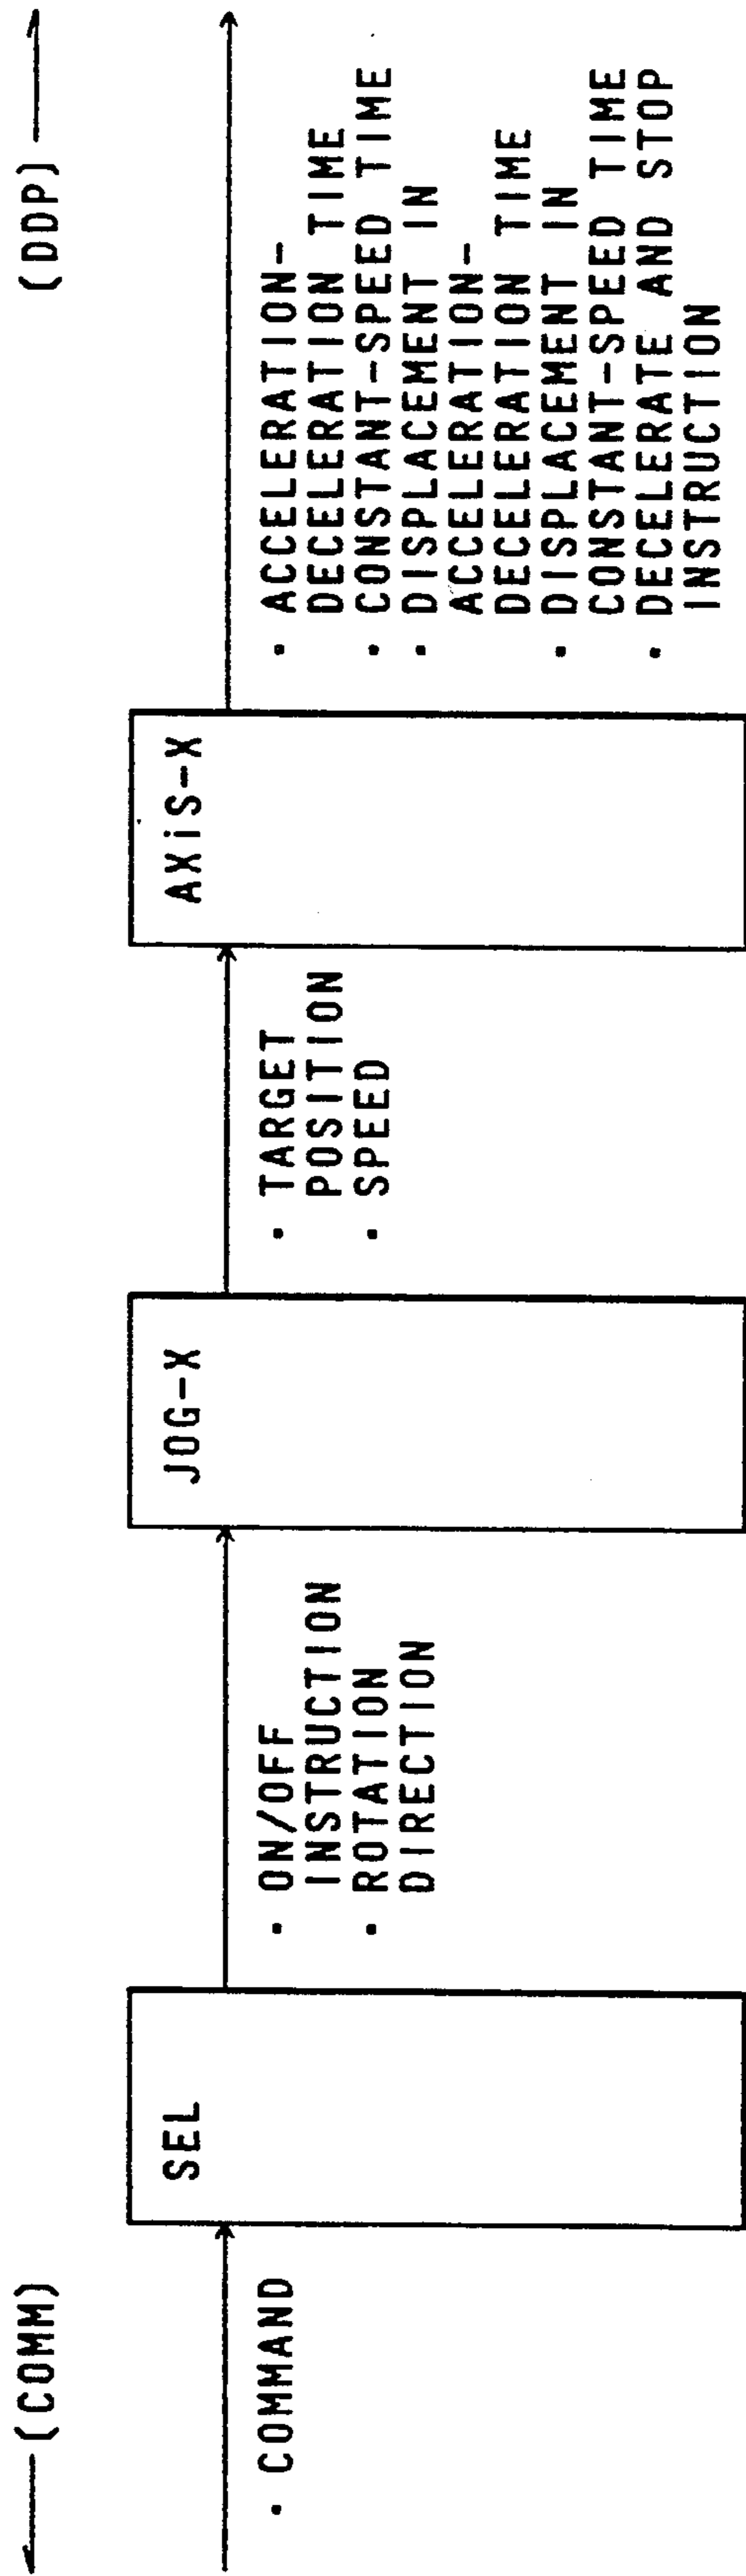 (COMM)
(DDP)
SEL
JOG-X
AXiS-X
· COMMAND
· ON/OFF
INSTRUCTION
· ROTATION
DIRECTION
· TARGET
POSITION
· SPEED
· ACCELERATION-
DECELERATION TIME
· CONSTANT-SPEED TIME
· DISPLACEMENT IN
ACCELERATION-
DECELERATION TIME
· DISPLACEMENT IN
CONSTANT-SPEED TIME
· DECELERATE AND STOP
INSTRUCTION